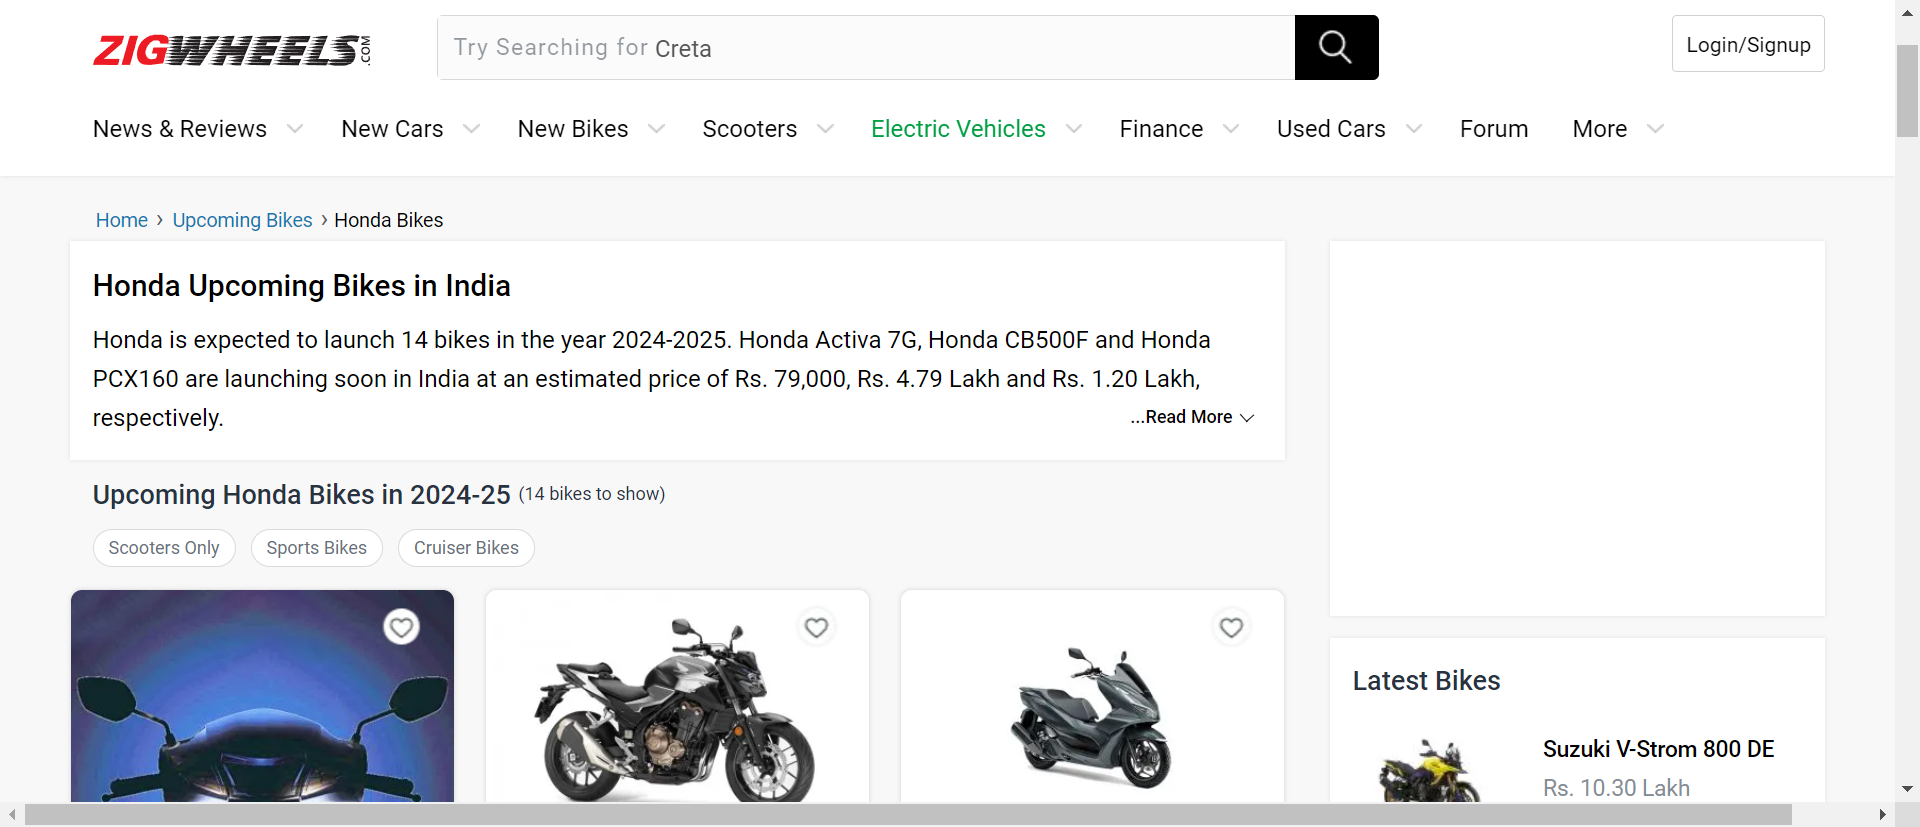 ZIGWHEELS.COM
Try Searching for Creta
Login/Signup
News & Reviews New Cars New Bikes Scooters Electric Vehicles Finance Used Cars Forum More
Home › Upcoming Bikes › Honda Bikes
Honda Upcoming Bikes in India
Honda is expected to launch 14 bikes in the year 2024-2025. Honda Activa 7G, Honda CB500F and Honda
PCX160 are launching soon in India at an estimated price of Rs. 79,000, Rs. 4.79 Lakh and Rs. 1.20 Lakh,
respectively.
...Read More
Upcoming Honda Bikes in 2024-25 (14 bikes to show)
Scooters Only Sports Bikes Cruiser Bikes
Latest Bikes
Suzuki V-Strom 800 DE
Rs. 10.30 Lakh